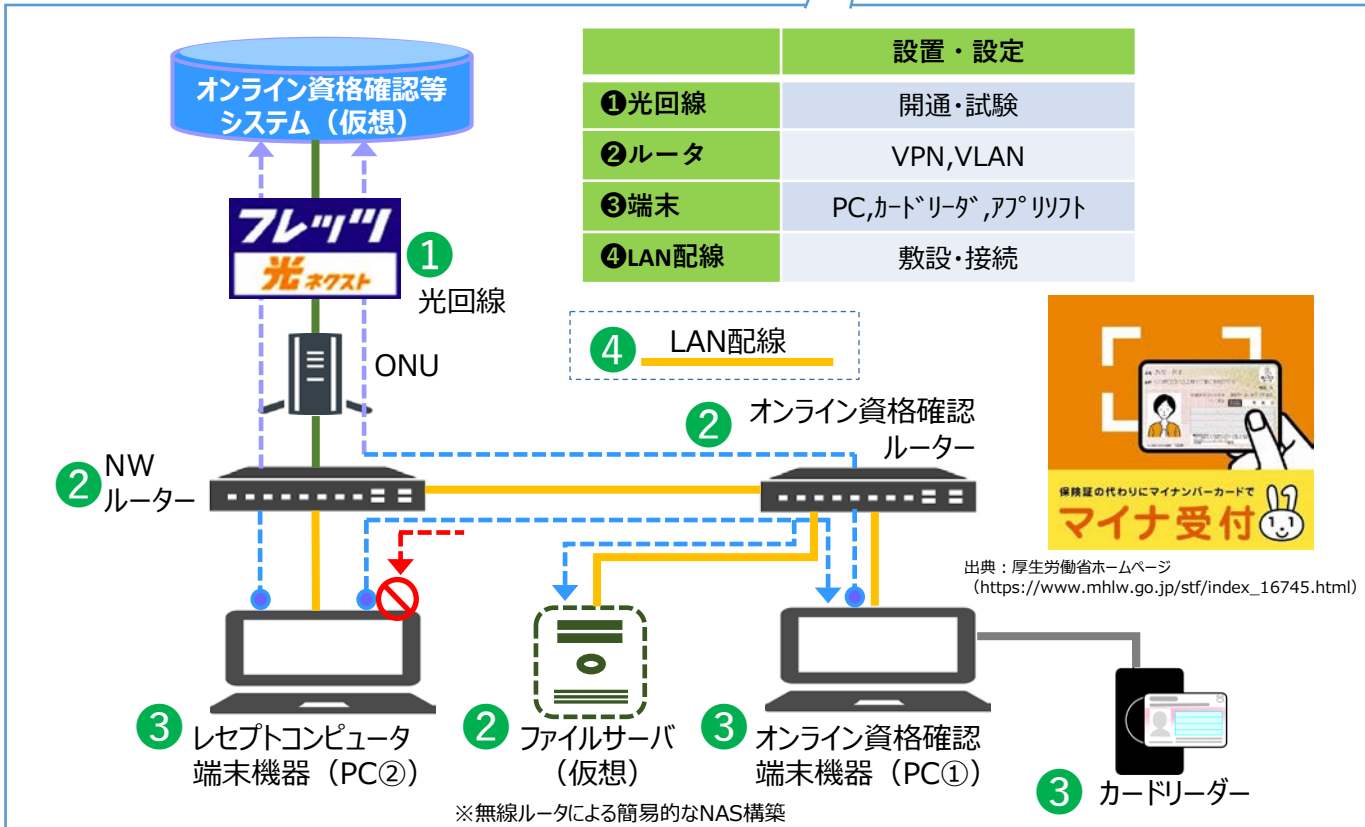 オンライン資格確認等
システム（仮想）
設置・設定
❶光回線 開通・試験
❷ルータ VPN,VLAN
❸端末 PC,ｶｰﾄﾞﾘｰﾀﾞ,ｱﾌﾟﾘｿﾌﾄ
❹LAN配線 敷設・接続
フレッツ
光ネクスト
1
光回線
ONU
4 LAN配線
2 オンライン資格確認
ルーター
2 NW
ルーター
保険証の代わりにマイナンバーカードで
マイナ受付
出典：厚生労働省ホームページ
（https://www.mhlw.go.jp/stf/index_16745.html）
3 レセプトコンピュータ
端末機器（PC②）
2 ファイルサーバ
（仮想）
※無線ルータによる簡易的なNAS構築
3 オンライン資格確認
端末機器（PC①）
3 カードリーダー